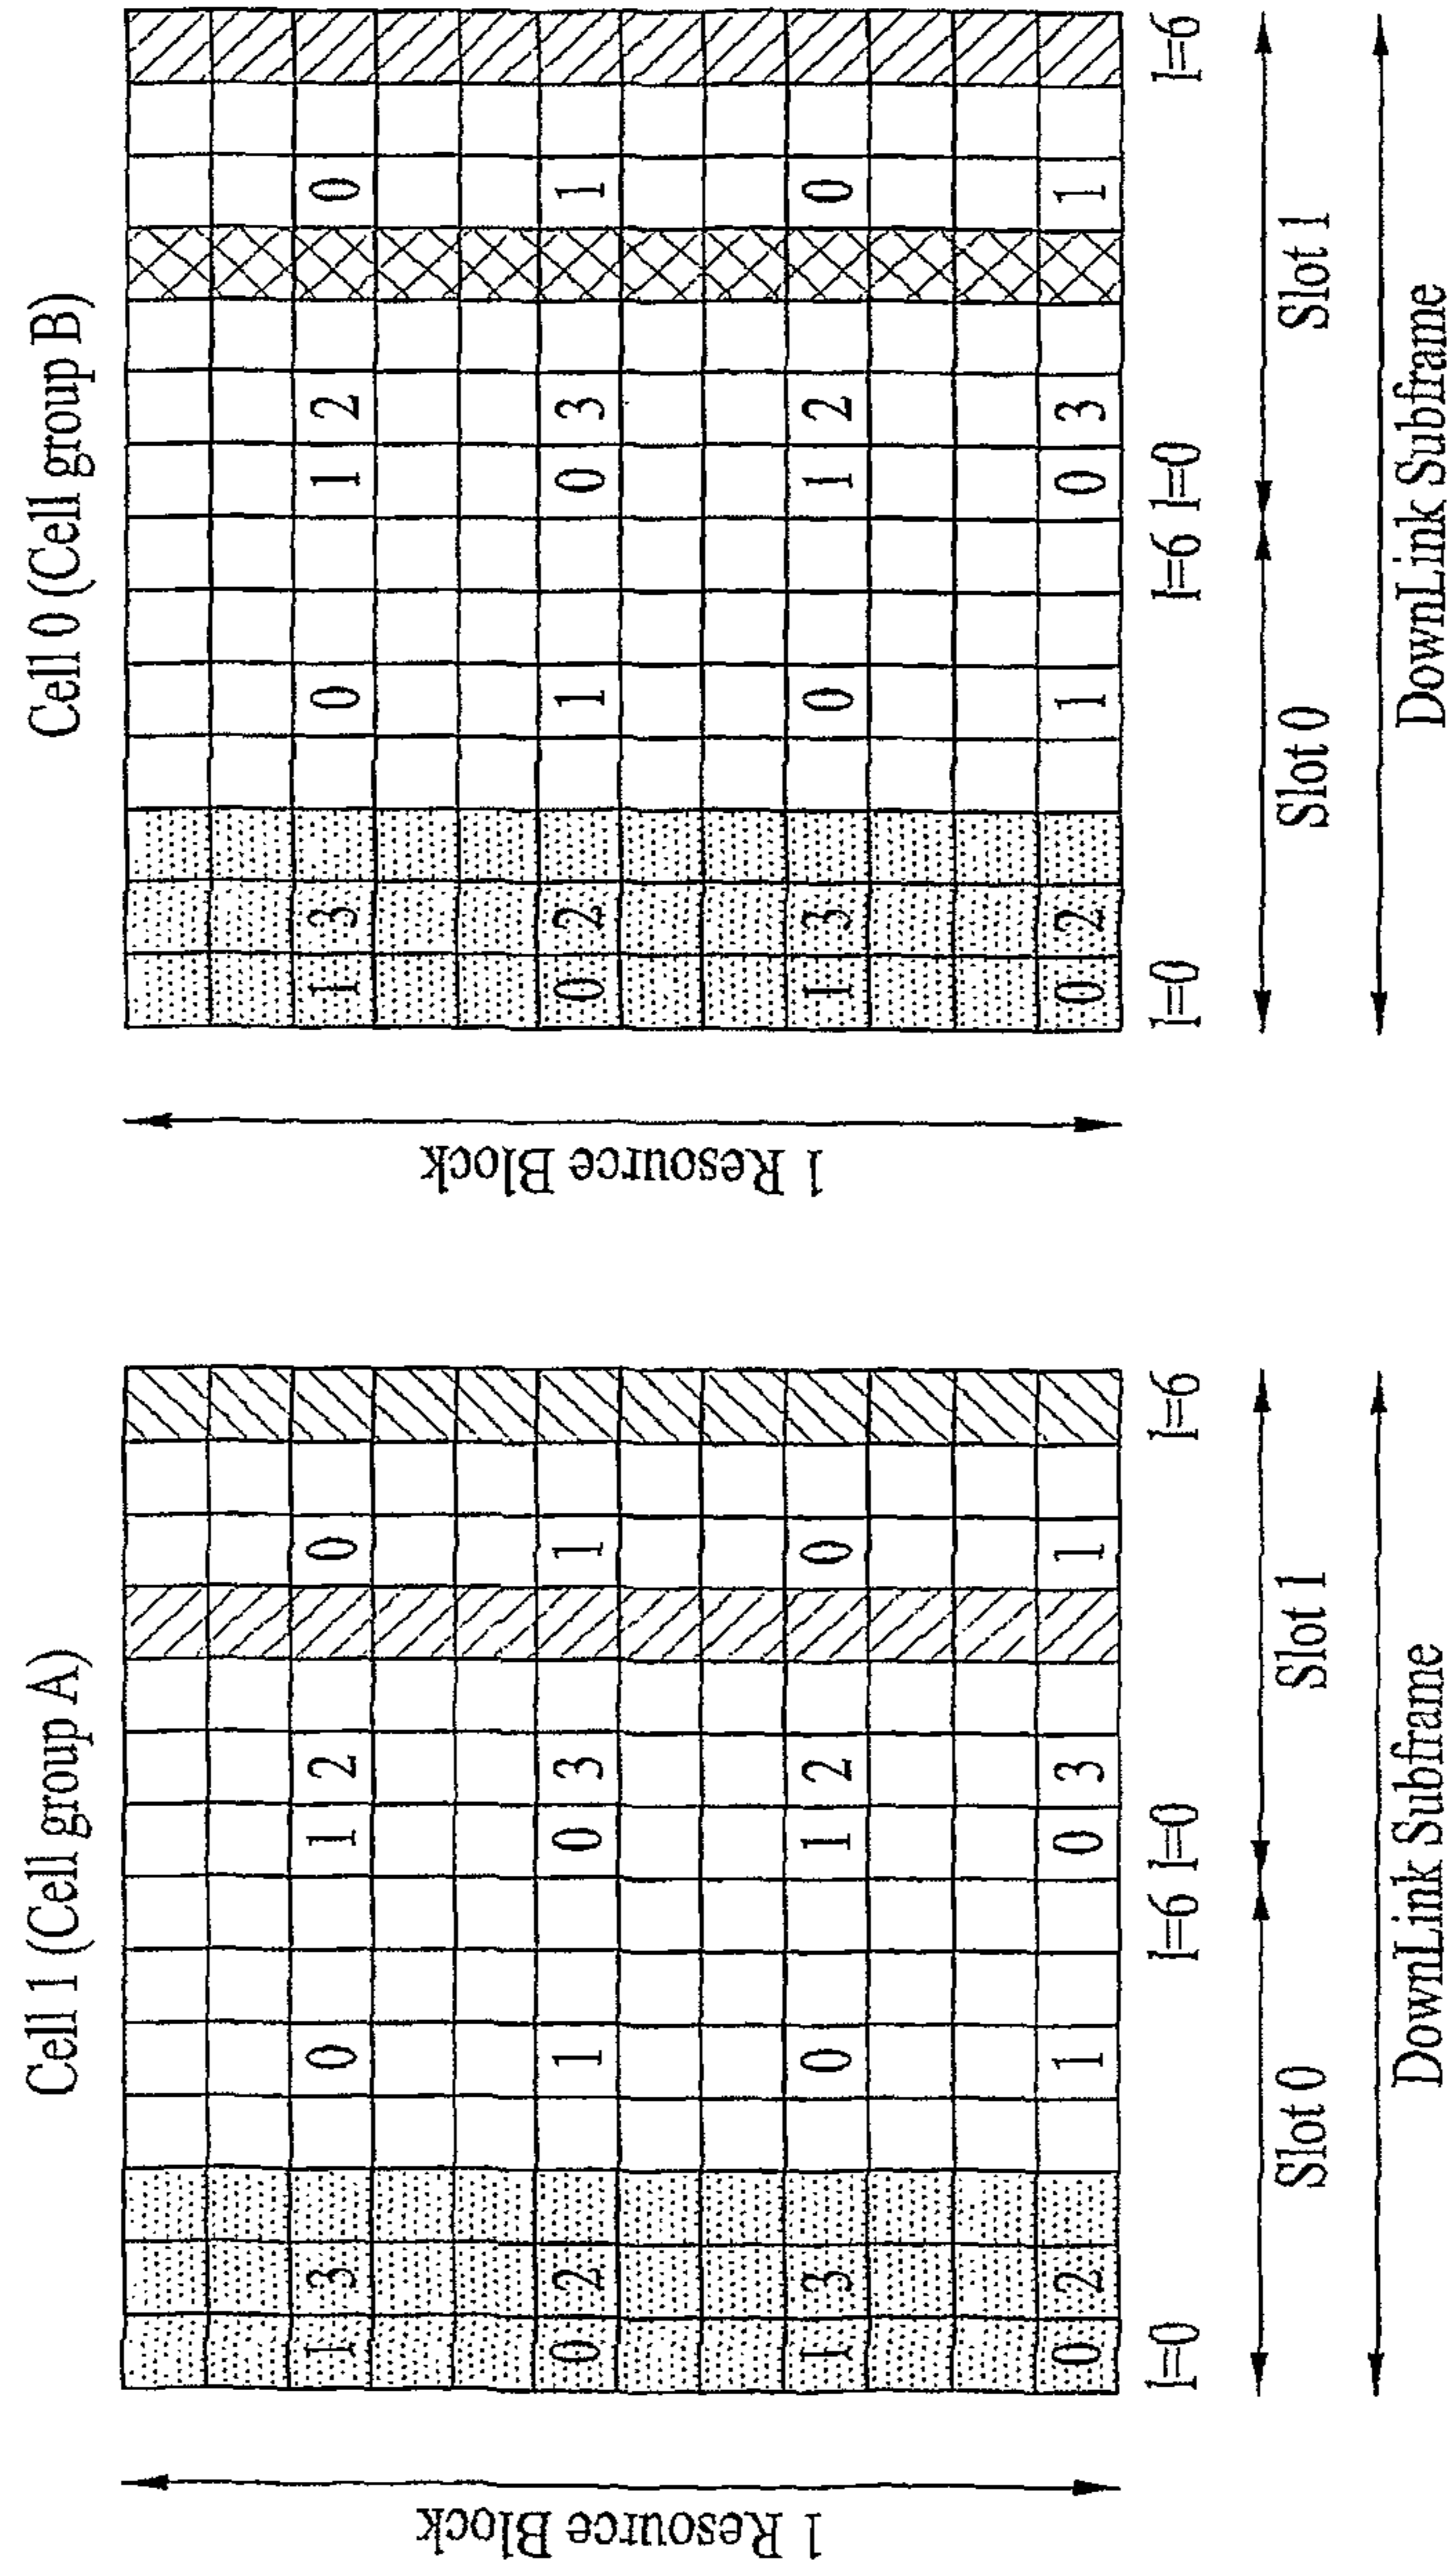 Cell 1 (Cell group A)
1 Resource Block
1 3 0 1 2 0
0 2 1 0 3 1
1 3 0 1 2 0
0 2 1 0 3 1
l=0 l=6 l=0 l=6
Slot 0 Slot 1
DownLink Subframe
Cell 0 (Cell group B)
1 Resource Block
1 3 0 1 2 0
0 2 1 0 3 1
1 3 0 1 2 0
0 2 1 0 3 1
l=0 l=6 l=0 l=6
Slot 0 Slot 1
DownLink Subframe